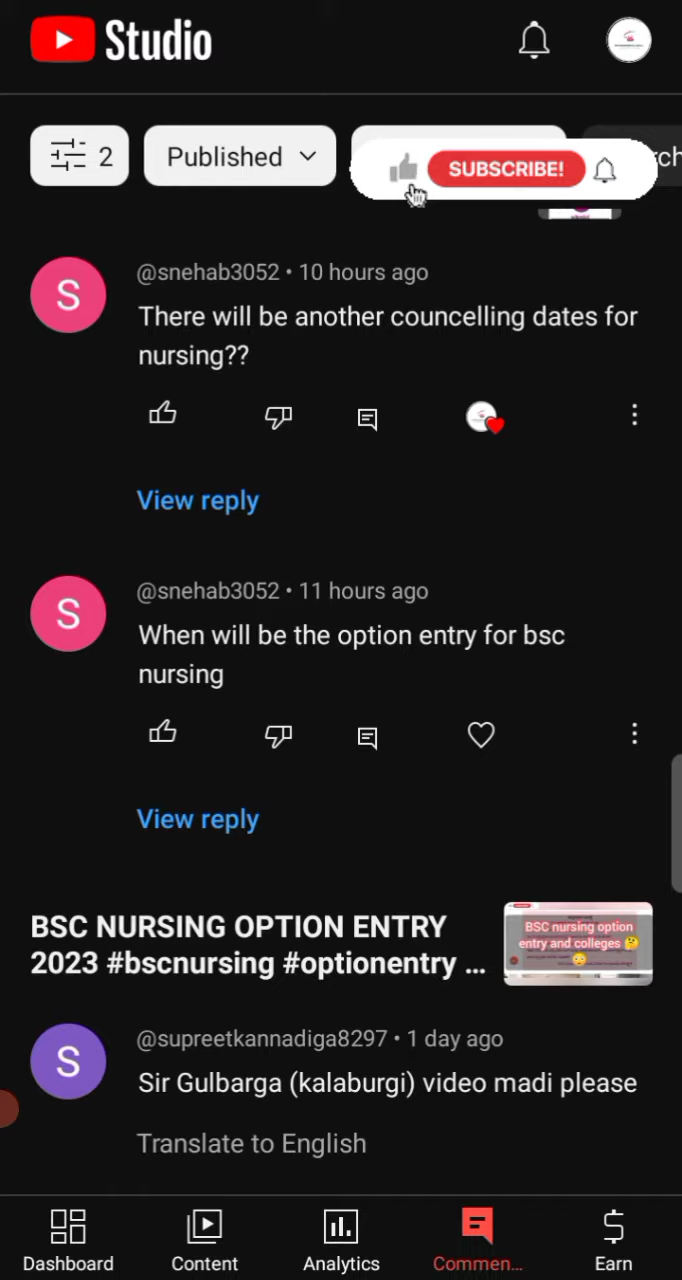 Studio
2
Published
SUBSCRIBE!
@snehab3052 • 10 hours ago
There will be another councelling dates for
nursing??
View reply
@snehab3052 • 11 hours ago
When will be the option entry for bsc
nursing
View reply
BSC NURSING OPTION ENTRY
2023 #bscnursing #optionentry ...
BSC nursing option
entry and colleges 🤔
😳
@supreetkannadiga8297 • 1 day ago
Sir Gulbarga (kalaburgi) video madi please
Translate to English
Dashboard
Content
Analytics
Commen...
Earn